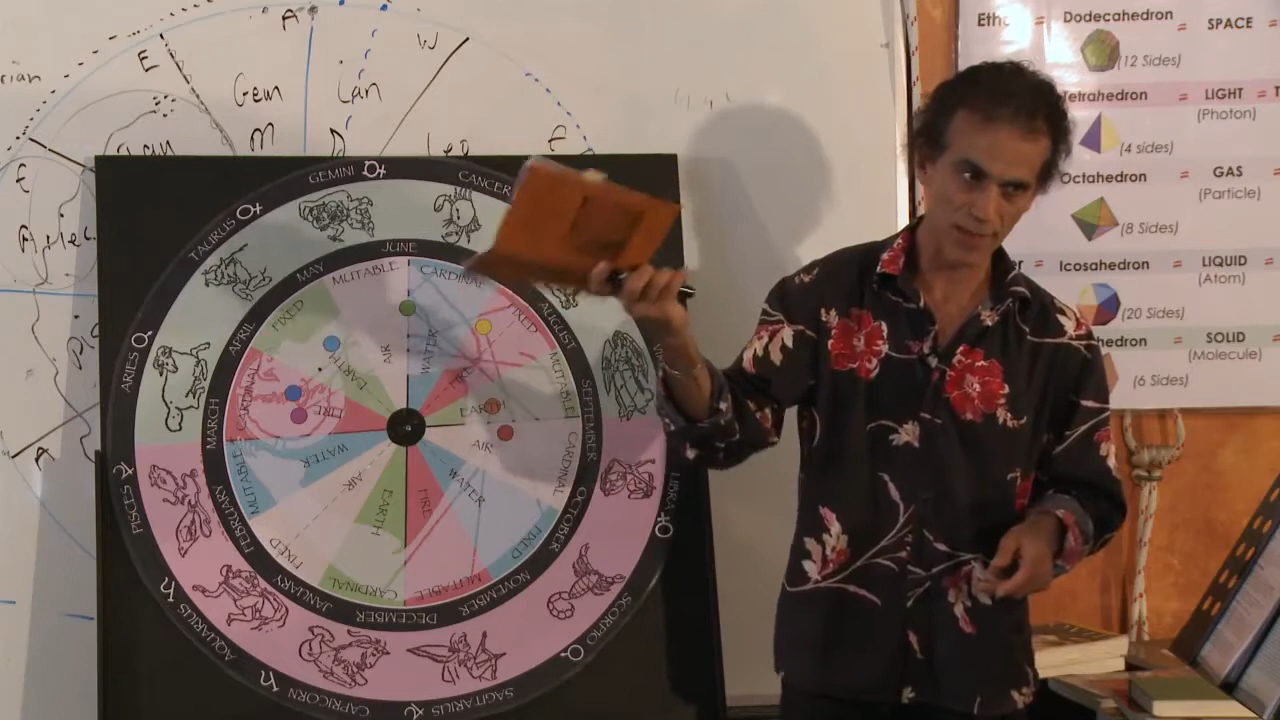 rian
E
A
W
Gem
Can
m
Leo
E
A
GEMINI
CANCER
TAURUS
ARIES
PISCES
AQUARIUS
CAPRICORN
SAGITARIUS
SCORPIO
LIBRA
JUNE
MAY
APRIL
MARCH
FEBRUARY
JANUARY
DECEMBER
NOVEMBER
OCTOBER
SEPTEMBER
AUGUST
MUTABLE
CARDINAL
FIXED
MUTABLE
CARDINAL
FIXED
MUTABLE
CARDINAL
FIXED
MUTABLE
CARDINAL
FIXED
AIR
WATER
FIRE
EARTH
AIR
WATER
FIRE
EARTH
AIR
WATER
FIRE
EARTH
= Dodecahedron = SPACE
(12 Sides)
Tetrahedron = LIGHT =
(Photon)
(4 sides)
Octahedron = GAS
(Particle)
(8 Sides)
= Icosahedron = LIQUID =
(Atom)
(20 Sides)
= SOLID
(Molecule)
(6 Sides)